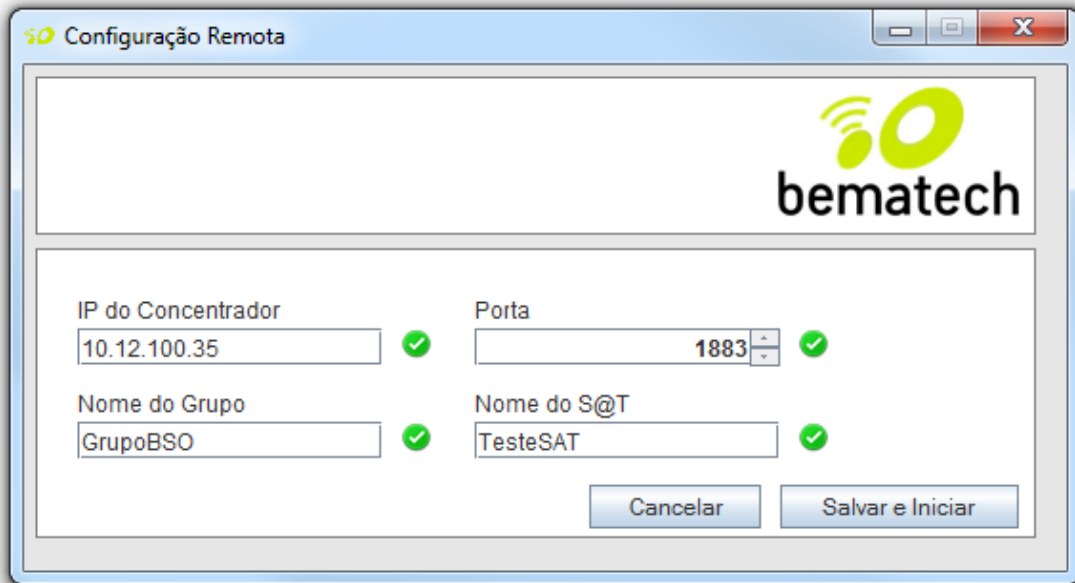 Configuração Remota
bematech
IP do Concentrador
Porta
10.12.100.35
1883
Nome do Grupo
Nome do S@T
GrupoBSO
TesteSAT
Cancelar
Salvar e Iniciar